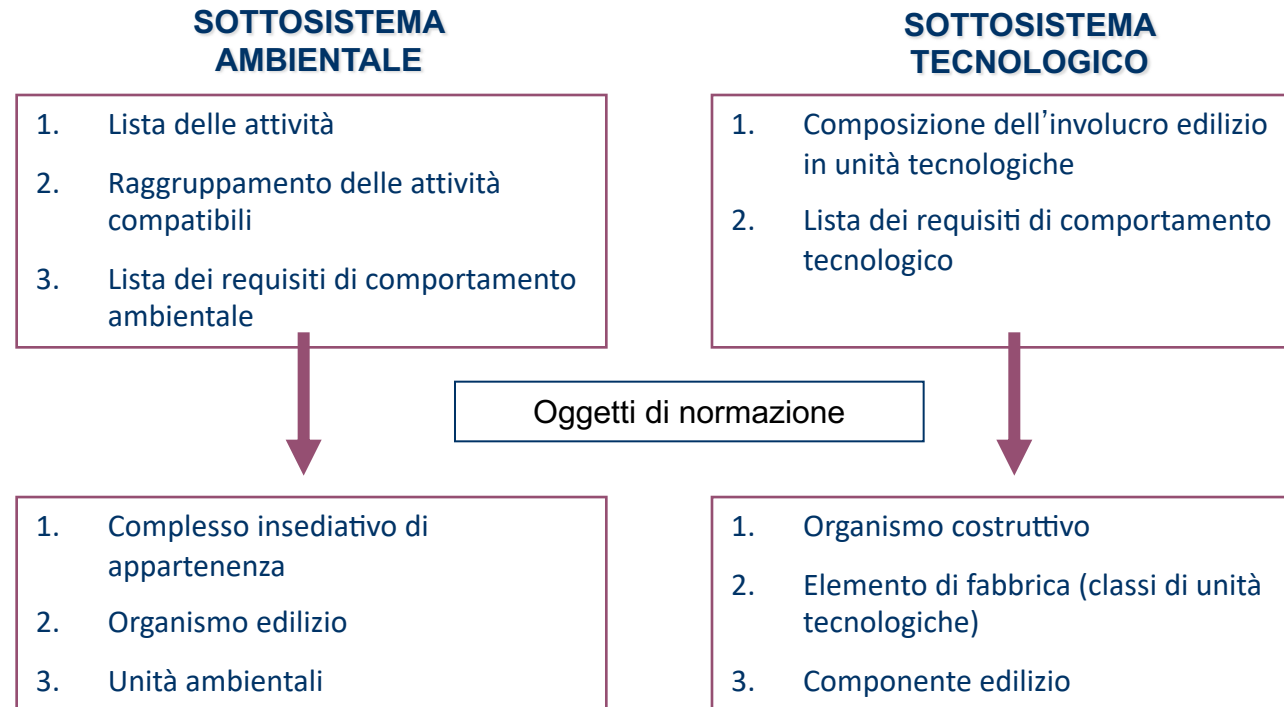 SOTTOSISTEMA
AMBIENTALE
1. Lista delle attività
2. Raggruppamento delle attività
compatibili
3. Lista dei requisiti di comportamento
ambientale
SOTTOSISTEMA
TECNOLOGICO
1. Composizione dell’involucro edilizio
in unità tecnologiche
2. Lista dei requisiti di comportamento
tecnologico
Oggetti di normazione
1. Complesso insediativo di
appartenenza
2. Organismo edilizio
3. Unità ambientali
1. Organismo costruttivo
2. Elemento di fabbrica (classi di unità
tecnologiche)
3. Componente edilizio